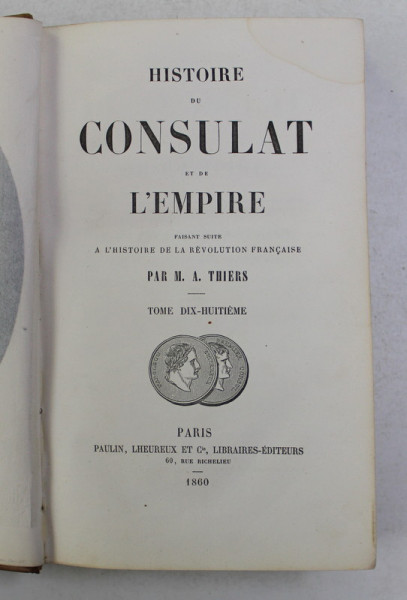 HISTOIRE
DU
CONSULAT
ET DE
L'EMPIRE
FAISANT SUITE
A L'HISTOIRE DE LA RÉVOLUTION FRANÇAISE
PAR M. A. THIERS
TOME DIX-HUITIÈME
PARIS
PAULIN, LHEUREUX ET Cie, LIBRAIRES-ÉDITEURS
60, RUE RICHELIEU
1860